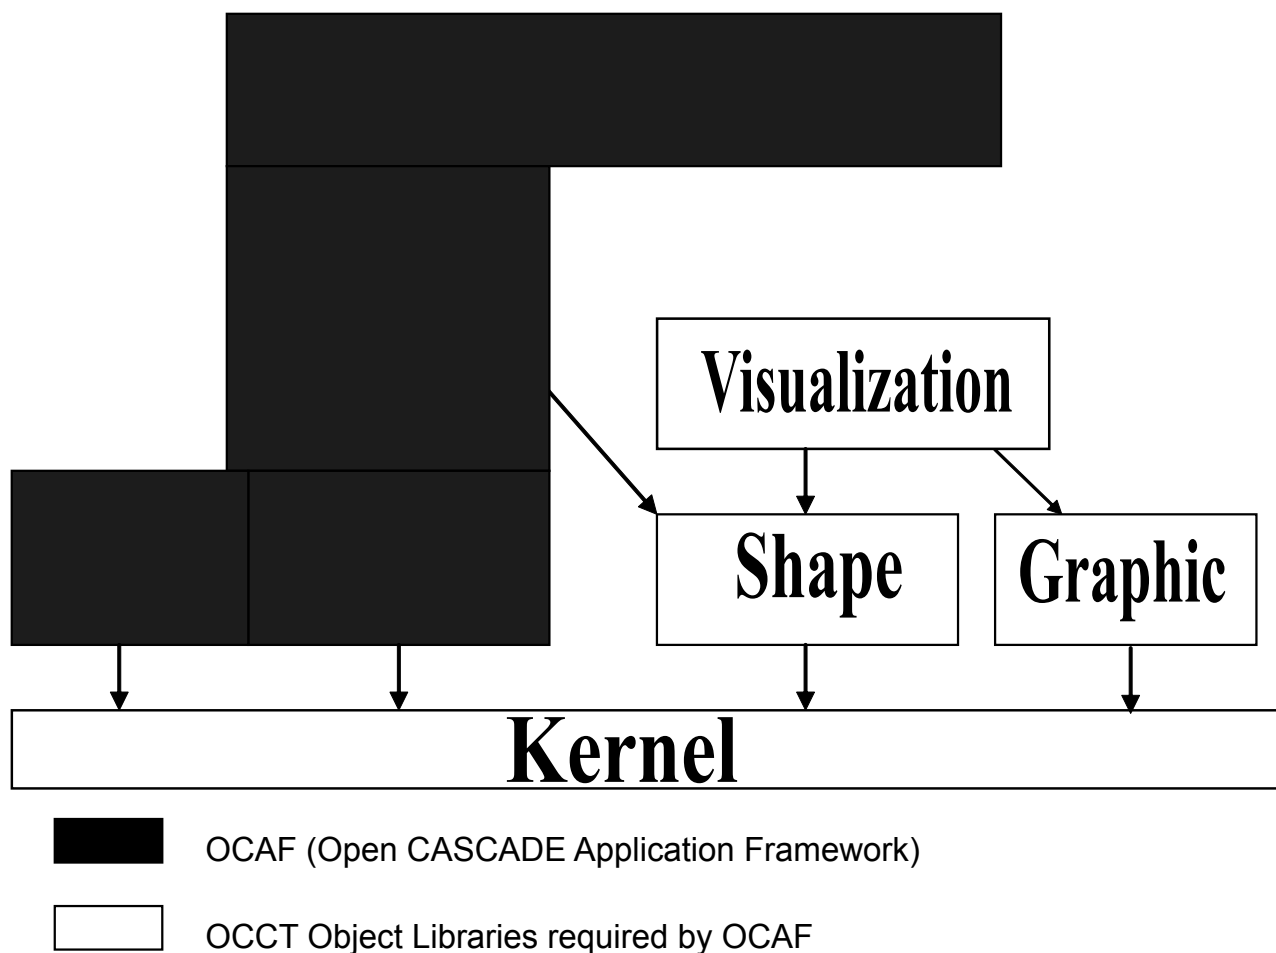 Visualization
Shape
Graphic
Kernel
OCAF (Open CASCADE Application Framework)
OCCT Object Libraries required by OCAF